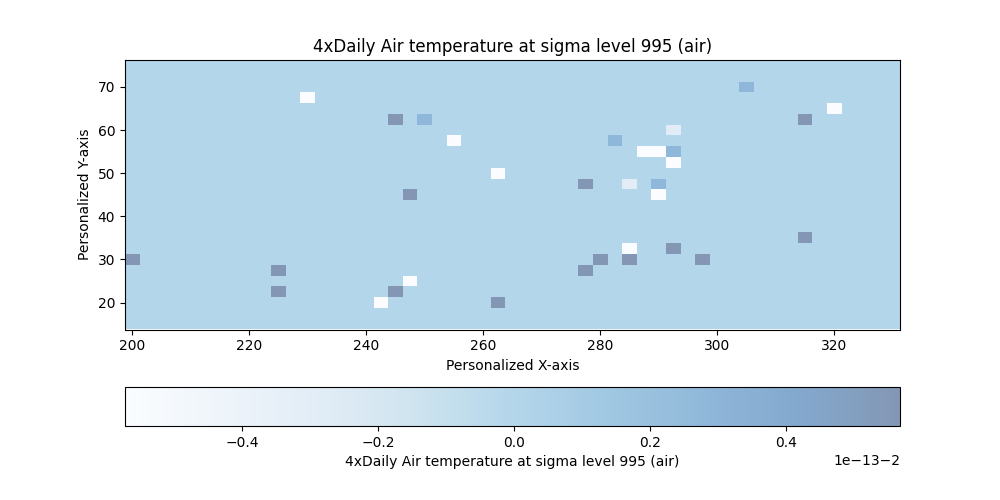 4xDaily Air temperature at sigma level 995 (air)
Personalized Y-axis
70
60
50
40
30
20
200 220 240 260 280 300 320
Personalized X-axis
−0.4 −0.2 0.0 0.2 0.4
4xDaily Air temperature at sigma level 995 (air)
1e−13−2